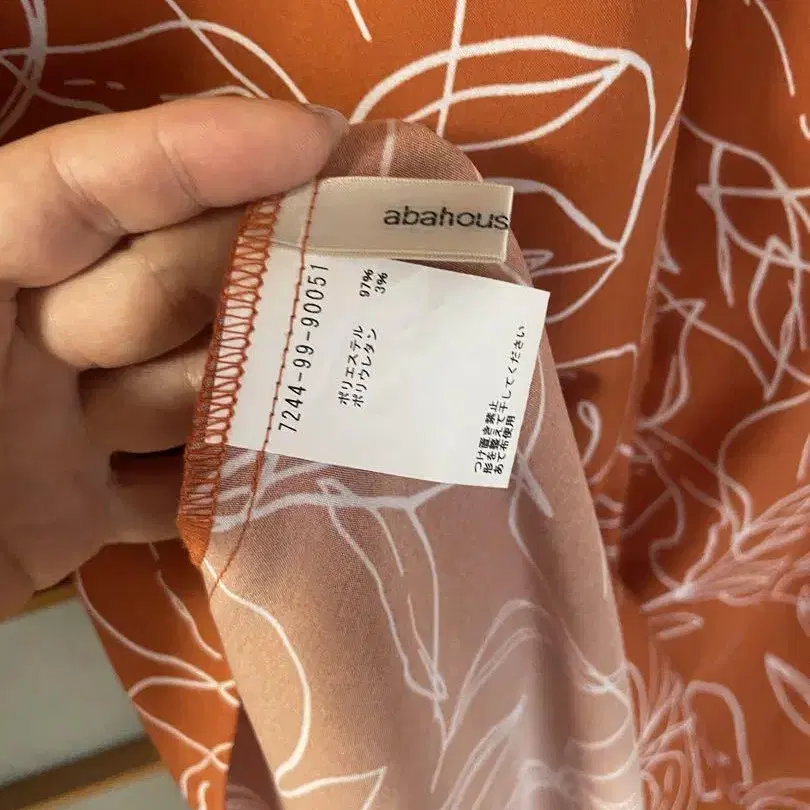 abahous
7244-99-90051
ポリエステル 97%
ポリウレタン 3%
つけ置き禁止
形を整えて干してください
あて布使用